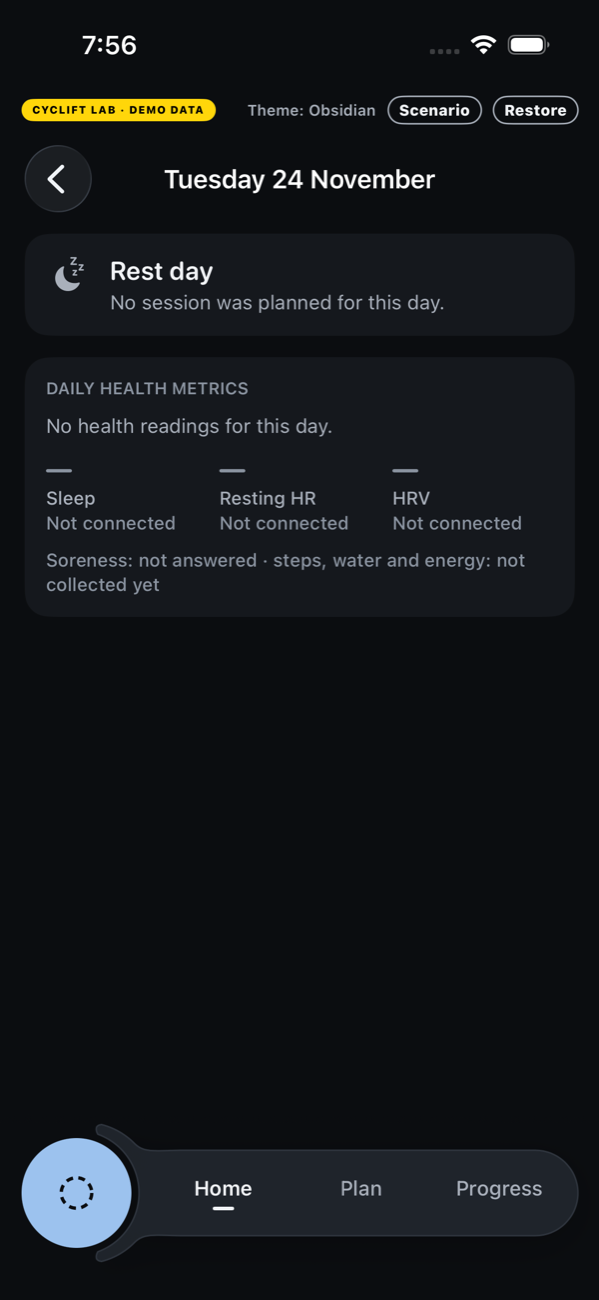 7:56
CYCLIFT LAB · DEMO DATA
Theme: Obsidian
Scenario
Restore
Tuesday 24 November
Rest day
No session was planned for this day.
DAILY HEALTH METRICS
No health readings for this day.
— — —
Sleep Resting HR HRV
Not connected Not connected Not connected
Soreness: not answered · steps, water and energy: not
collected yet
Home Plan Progress